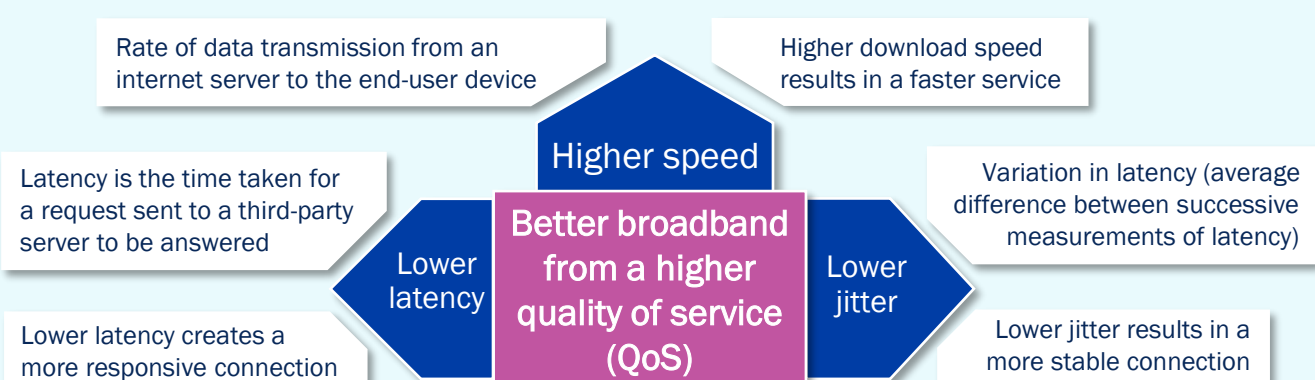 Rate of data transmission from an
internet server to the end-user device
Higher download speed
results in a faster service
Higher speed
Latency is the time taken for
a request sent to a third-party
server to be answered
Variation in latency (average
difference between successive
measurements of latency)
Lower
latency
Better broadband
from a higher
quality of service
(QoS)
Lower
jitter
Lower latency creates a
more responsive connection
Lower jitter results in a
more stable connection